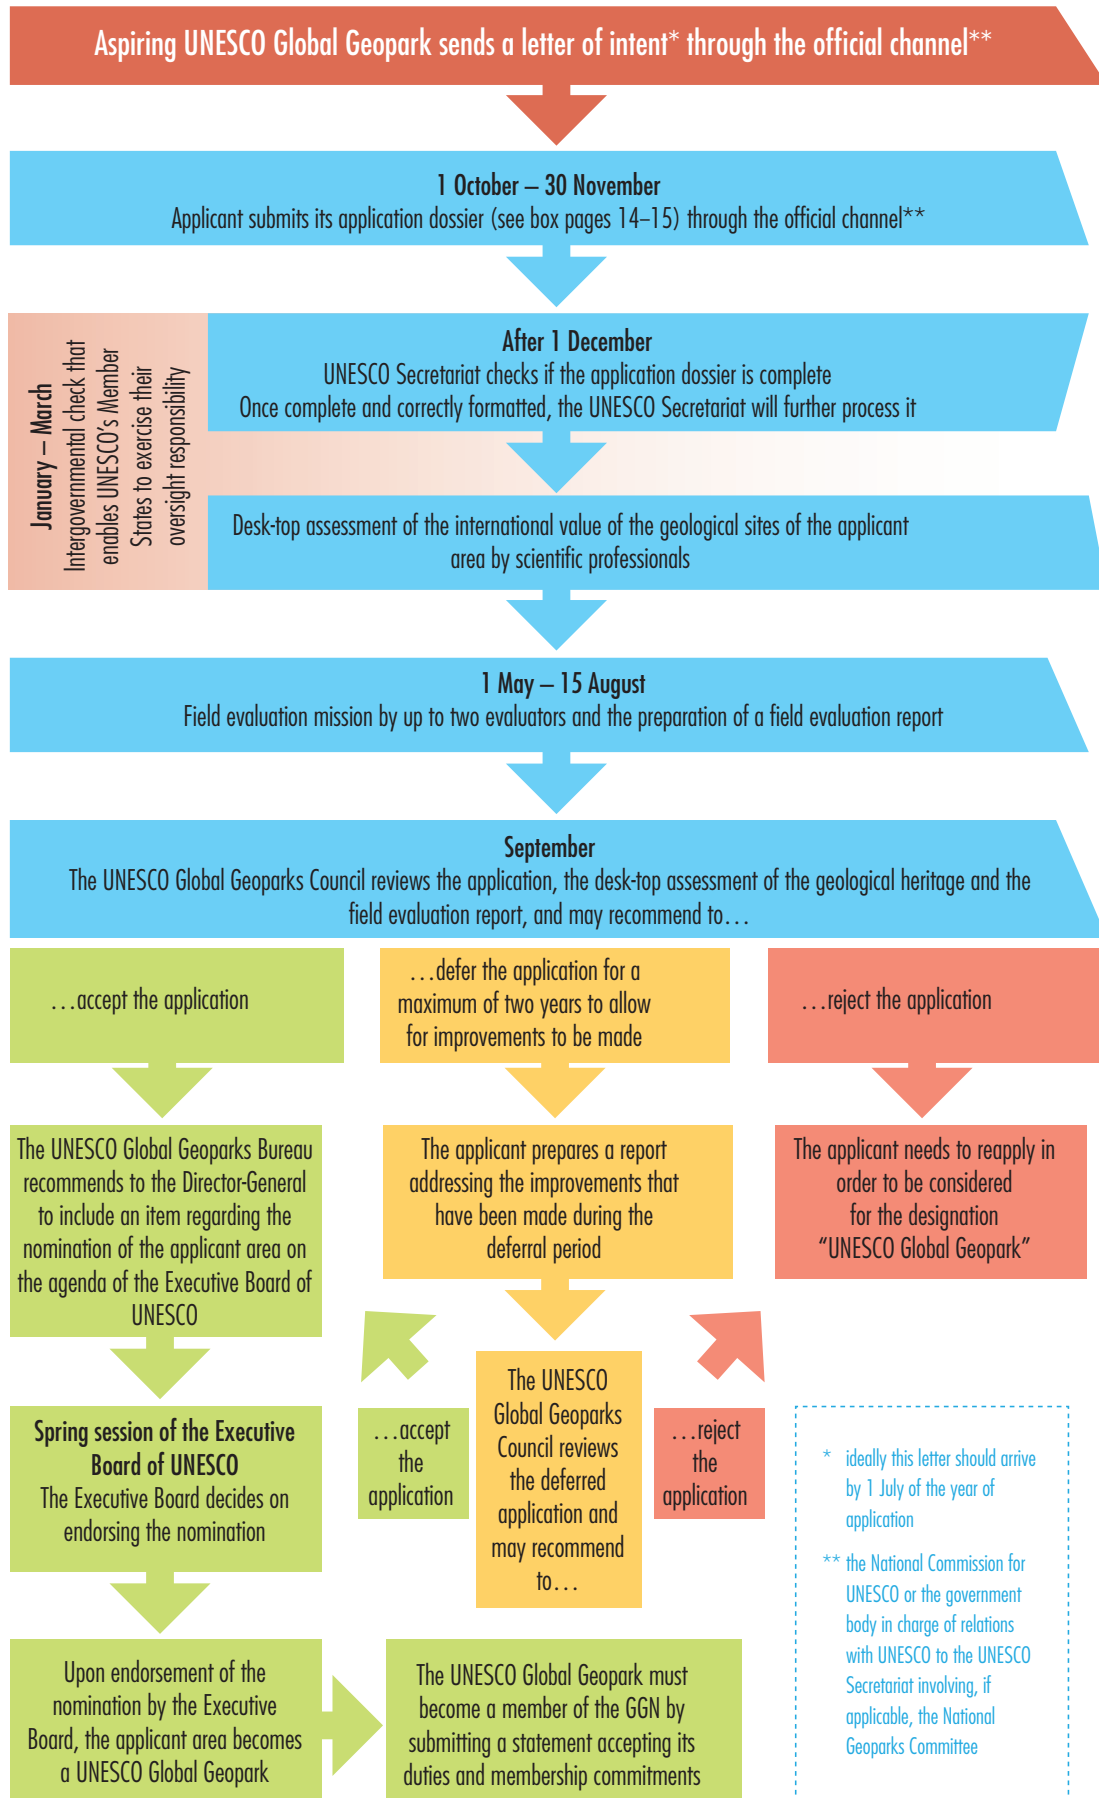 Aspiring UNESCO Global Geopark sends a letter of intent* through the official channel**
1 October – 30 November
Applicant submits its application dossier (see box pages 14–15) through the official channel**
January – March
Intergovernmental check that
enables UNESCO's Member
States to exercise their
oversight responsibility
After 1 December
UNESCO Secretariat checks if the application dossier is complete
Once complete and correctly formatted, the UNESCO Secretariat will further process it
Desk-top assessment of the international value of the geological sites of the applicant
area by scientific professionals
1 May – 15 August
Field evaluation mission by up to two evaluators and the preparation of a field evaluation report
September
The UNESCO Global Geoparks Council reviews the application, the desk-top assessment of the geological heritage and the
field evaluation report, and may recommend to…
…accept the application
…defer the application for a
maximum of two years to allow
for improvements to be made
…reject the application
The UNESCO Global Geoparks Bureau
recommends to the Director-General
to include an item regarding the
nomination of the applicant area on
the agenda of the Executive Board of
UNESCO
The applicant prepares a report
addressing the improvements that
have been made during the
deferral period
The applicant needs to reapply in
order to be considered
for the designation
“UNESCO Global Geopark”
Spring session of the Executive
Board of UNESCO
The Executive Board decides on
endorsing the nomination
…accept
the
application
The UNESCO
Global Geoparks
Council reviews
the deferred
application and
may recommend
to…
…reject
the
application
* ideally this letter should arrive
by 1 July of the year of
application
** the National Commission for
UNESCO or the government
body in charge of relations
with UNESCO to the UNESCO
Secretariat involving, if
applicable, the National
Geoparks Committee
Upon endorsement of the
nomination by the Executive
Board, the applicant area becomes
a UNESCO Global Geopark
The UNESCO Global Geopark must
become a member of the GGN by
submitting a statement accepting its
duties and membership commitments